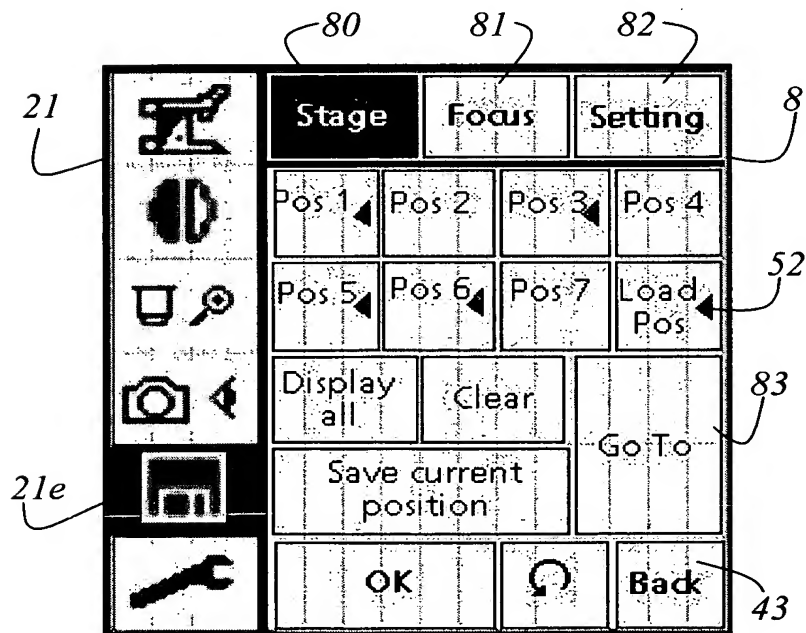 80 81 82
21 8
Stage Focus Setting
Pos 1 Pos 2 Pos 3 Pos 4
Pos 5 Pos 6 Pos 7 Load Pos
52
Display all Clear
Go To
83
Save current position
21e
OK Back
43